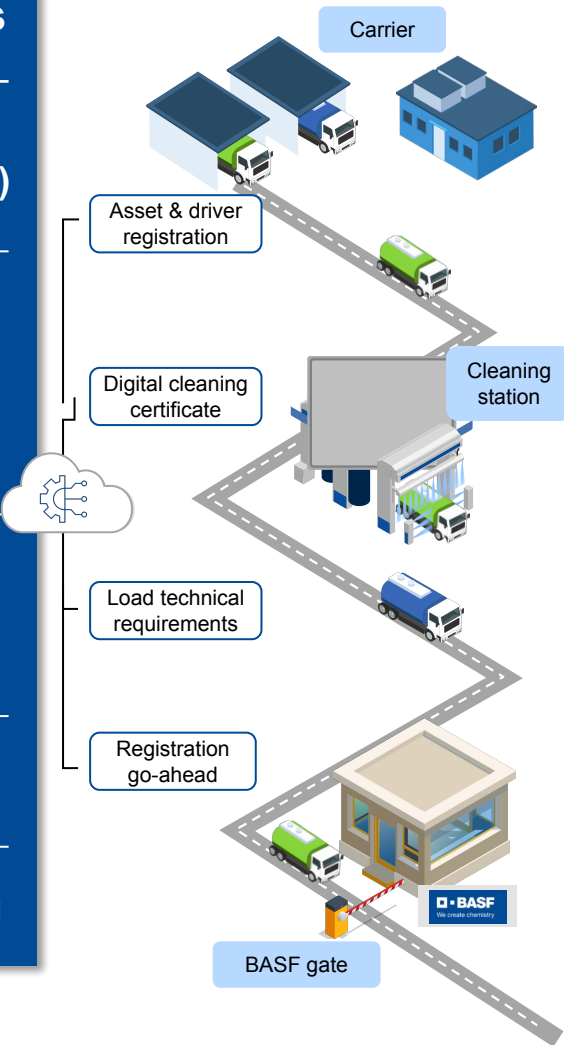 Carrier
s
)
Asset & driver
registration
Cleaning
station
Digital cleaning
certificate
Load technical
requirements
Registration
go-ahead
BASF
We create chemistry
BASF gate